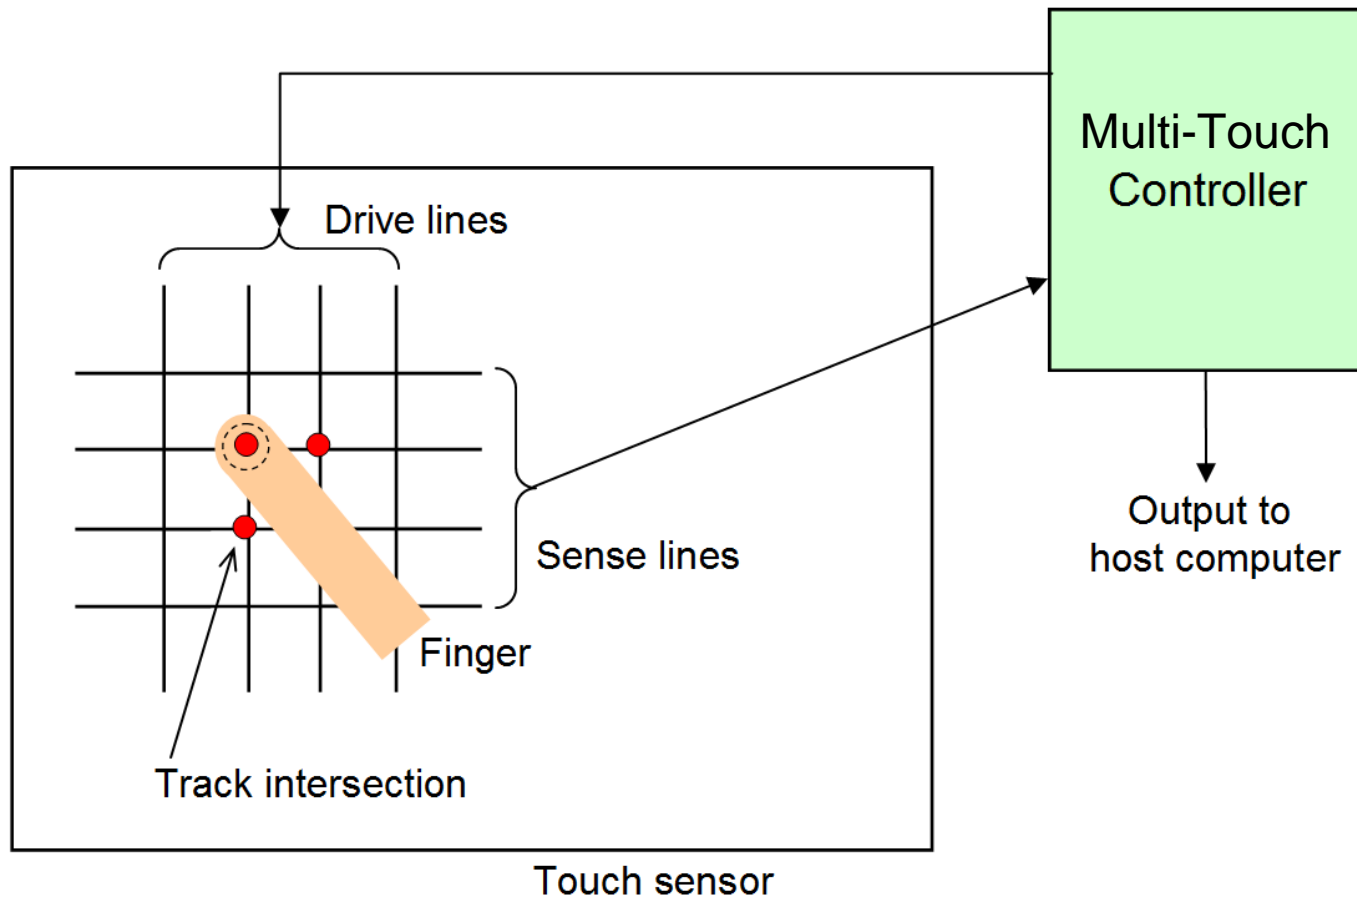 Multi-Touch
Controller
Drive lines
Output to
host computer
Sense lines
Finger
Track intersection
Touch sensor